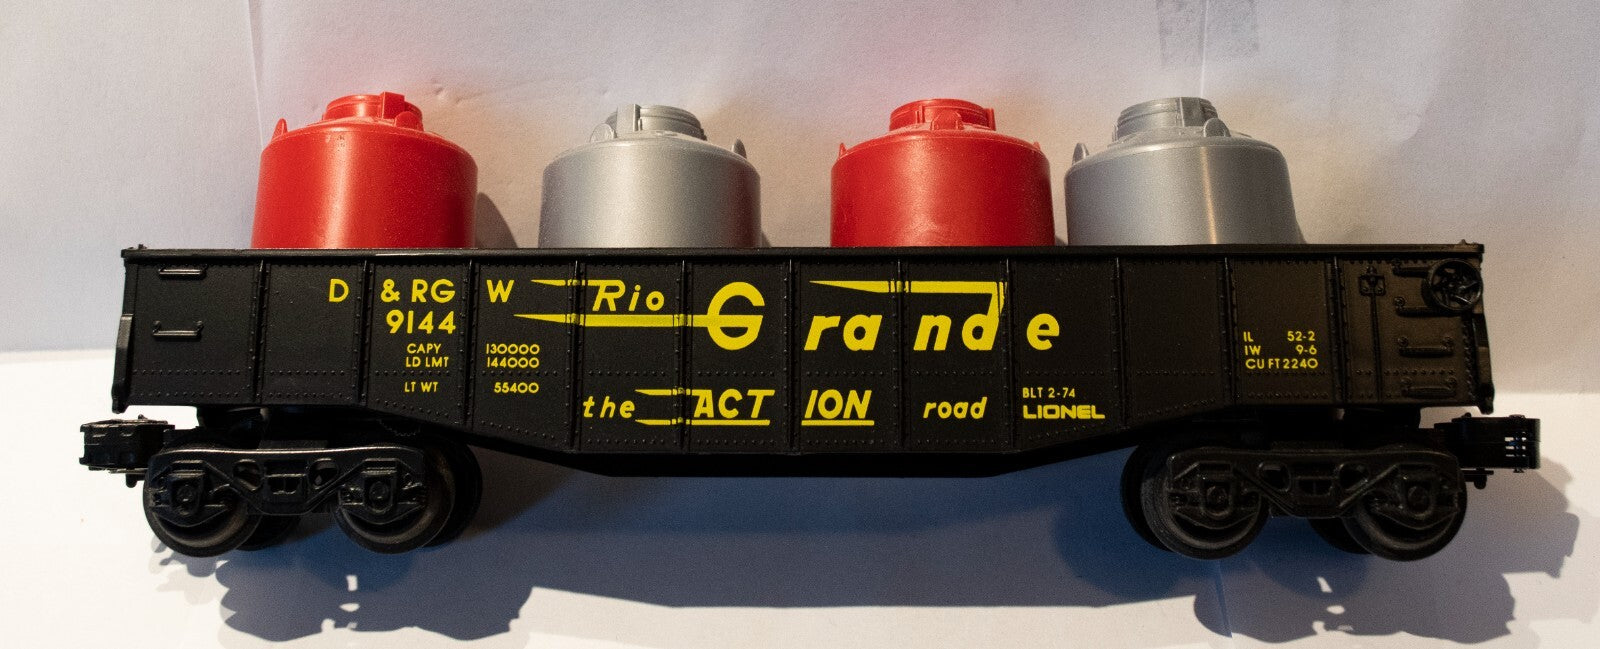 D & RG W
9144
CAPY 130000
LD LMT 144000
LT WT 55400
Rio Grande
the ACTION road
BLT 2-74
LIONEL
IL 52-2
IW 9-6
CU FT 2240